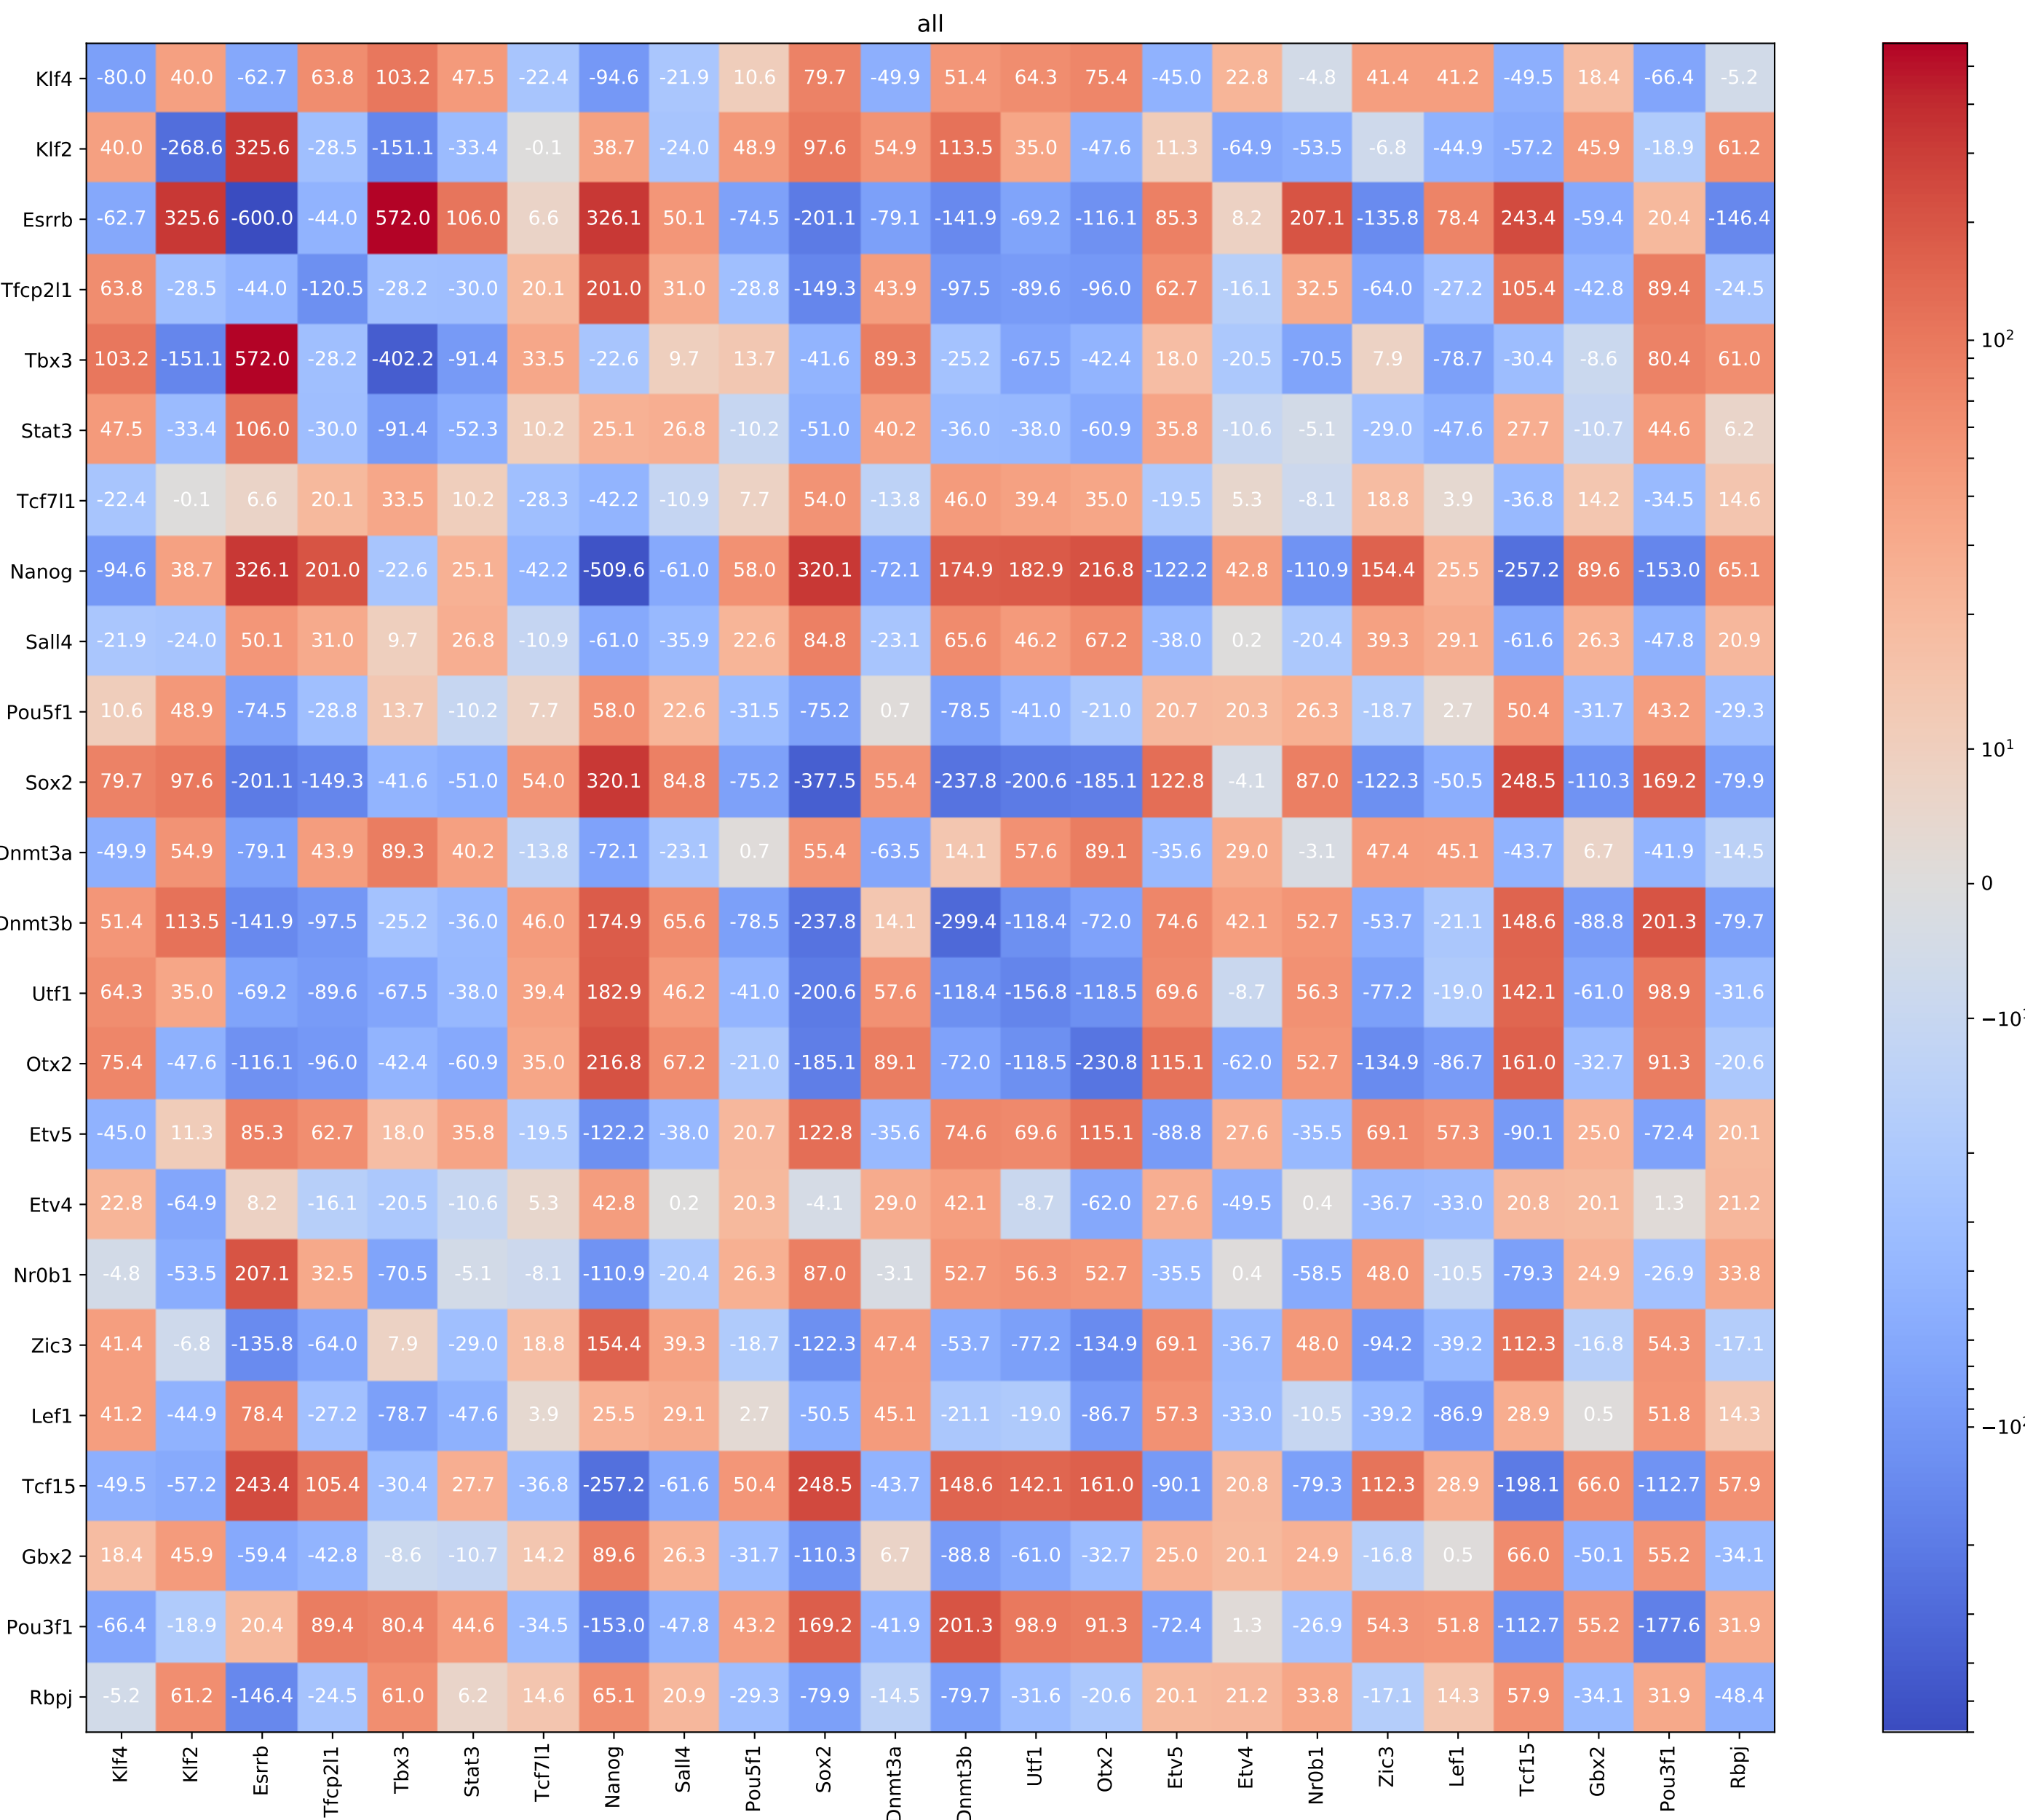 all
Klf4 -80.0 40.0 -62.7 63.8 103.2 47.5 -22.4 -94.6 -21.9 10.6 79.7 -49.9 51.4 64.3 75.4 -45.0 22.8 -4.8 41.4 41.2 -49.5 18.4 -66.4 -5.2
Klf2 40.0 -268.6 325.6 -28.5 -151.1 -33.4 -0.1 38.7 -24.0 48.9 97.6 54.9 113.5 35.0 -47.6 11.3 -64.9 -53.5 -6.8 -44.9 -57.2 45.9 -18.9 61.2
Esrrb -62.7 325.6 -600.0 -44.0 572.0 106.0 6.6 326.1 50.1 -74.5 -201.1 -79.1 -141.9 -69.2 -116.1 85.3 8.2 207.1 -135.8 78.4 243.4 -59.4 20.4 -146.4
Tfcp2l1 63.8 -28.5 -44.0 -120.5 -28.2 -30.0 20.1 201.0 31.0 -28.8 -149.3 43.9 -97.5 -89.6 -96.0 62.7 -16.1 32.5 -64.0 -27.2 105.4 -42.8 89.4 -24.5
Tbx3 103.2 -151.1 572.0 -28.2 -402.2 -91.4 33.5 -22.6 9.7 13.7 -41.6 89.3 -25.2 -67.5 -42.4 18.0 -20.5 -70.5 7.9 -78.7 -30.4 -8.6 80.4 61.0
Stat3 47.5 -33.4 106.0 -30.0 -91.4 -52.3 10.2 25.1 26.8 -10.2 -51.0 40.2 -36.0 -38.0 -60.9 35.8 -10.6 -5.1 -29.0 -47.6 27.7 -10.7 44.6 6.2
Tcf7l1 -22.4 -0.1 6.6 20.1 33.5 10.2 -28.3 -42.2 -10.9 7.7 54.0 -13.8 46.0 39.4 35.0 -19.5 5.3 -8.1 18.8 3.9 -36.8 14.2 -34.5 14.6
Nanog -94.6 38.7 326.1 201.0 -22.6 25.1 -42.2 -509.6 -61.0 58.0 320.1 -72.1 174.9 182.9 216.8 -122.2 42.8 -110.9 154.4 25.5 -257.2 89.6 -153.0 65.1
Sall4 -21.9 -24.0 50.1 31.0 9.7 26.8 -10.9 -61.0 -35.9 22.6 84.8 -23.1 65.6 46.2 67.2 -38.0 0.2 -20.4 39.3 29.1 -61.6 26.3 -47.8 20.9
Pou5f1 10.6 48.9 -74.5 -28.8 13.7 -10.2 7.7 58.0 22.6 -31.5 -75.2 0.7 -78.5 -41.0 -21.0 20.7 20.3 26.3 -18.7 2.7 50.4 -31.7 43.2 -29.3
Sox2 79.7 97.6 -201.1 -149.3 -41.6 -51.0 54.0 320.1 84.8 -75.2 -377.5 55.4 -237.8 -200.6 -185.1 122.8 -4.1 87.0 -122.3 -50.5 248.5 -110.3 169.2 -79.9
Dnmt3a -49.9 54.9 -79.1 43.9 89.3 40.2 -13.8 -72.1 -23.1 0.7 55.4 -63.5 14.1 57.6 89.1 -35.6 29.0 -3.1 47.4 45.1 -43.7 6.7 -41.9 -14.5
Dnmt3b 51.4 113.5 -141.9 -97.5 -25.2 -36.0 46.0 174.9 65.6 -78.5 -237.8 14.1 -299.4 -118.4 -72.0 74.6 42.1 52.7 -53.7 -21.1 148.6 -88.8 201.3 -79.7
Utf1 64.3 35.0 -69.2 -89.6 -67.5 -38.0 39.4 182.9 46.2 -41.0 -200.6 57.6 -118.4 -156.8 -118.5 69.6 -8.7 56.3 -77.2 -19.0 142.1 -61.0 98.9 -31.6
Otx2 75.4 -47.6 -116.1 -96.0 -42.4 -60.9 35.0 216.8 67.2 -21.0 -185.1 89.1 -72.0 -118.5 -230.8 115.1 -62.0 52.7 -134.9 -86.7 161.0 -32.7 91.3 -20.6
Etv5 -45.0 11.3 85.3 62.7 18.0 35.8 -19.5 -122.2 -38.0 20.7 122.8 -35.6 74.6 69.6 115.1 -88.8 27.6 -35.5 69.1 57.3 -90.1 25.0 -72.4 20.1
Etv4 22.8 -64.9 8.2 -16.1 -20.5 -10.6 5.3 42.8 0.2 20.3 -4.1 29.0 42.1 -8.7 -62.0 27.6 -49.5 0.4 -36.7 -33.0 20.8 20.1 1.3 21.2
Nr0b1 -4.8 -53.5 207.1 32.5 -70.5 -5.1 -8.1 -110.9 -20.4 26.3 87.0 -3.1 52.7 56.3 52.7 -35.5 0.4 -58.5 48.0 -10.5 -79.3 24.9 -26.9 33.8
Zic3 41.4 -6.8 -135.8 -64.0 7.9 -29.0 18.8 154.4 39.3 -18.7 -122.3 47.4 -53.7 -77.2 -134.9 69.1 -36.7 48.0 -94.2 -39.2 112.3 -16.8 54.3 -17.1
Lef1 41.2 -44.9 78.4 -27.2 -78.7 -47.6 3.9 25.5 29.1 2.7 -50.5 45.1 -21.1 -19.0 -86.7 57.3 -33.0 -10.5 -39.2 -86.9 28.9 0.5 51.8 14.3
Tcf15 -49.5 -57.2 243.4 105.4 -30.4 27.7 -36.8 -257.2 -61.6 50.4 248.5 -43.7 148.6 142.1 161.0 -90.1 20.8 -79.3 112.3 28.9 -198.1 66.0 -112.7 57.9
Gbx2 18.4 45.9 -59.4 -42.8 -8.6 -10.7 14.2 89.6 26.3 -31.7 -110.3 6.7 -88.8 -61.0 -32.7 25.0 20.1 24.9 -16.8 0.5 66.0 -50.1 55.2 -34.1
Pou3f1 -66.4 -18.9 20.4 89.4 80.4 44.6 -34.5 -153.0 -47.8 43.2 169.2 -41.9 201.3 98.9 91.3 -72.4 1.3 -26.9 54.3 51.8 -112.7 55.2 -177.6 31.9
Rbpj -5.2 61.2 -146.4 -24.5 61.0 6.2 14.6 65.1 20.9 -29.3 -79.9 -14.5 -79.7 -31.6 -20.6 20.1 21.2 33.8 -17.1 14.3 57.9 -34.1 31.9 -48.4
Klf4 Klf2 Esrrb Tfcp2l1 Tbx3 Stat3 Tcf7l1 Nanog Sall4 Pou5f1 Sox2 Dnmt3a Dnmt3b Utf1 Otx2 Etv5 Etv4 Nr0b1 Zic3 Lef1 Tcf15 Gbx2 Pou3f1 Rbpj
10²
10¹
0
−10¹
−10²